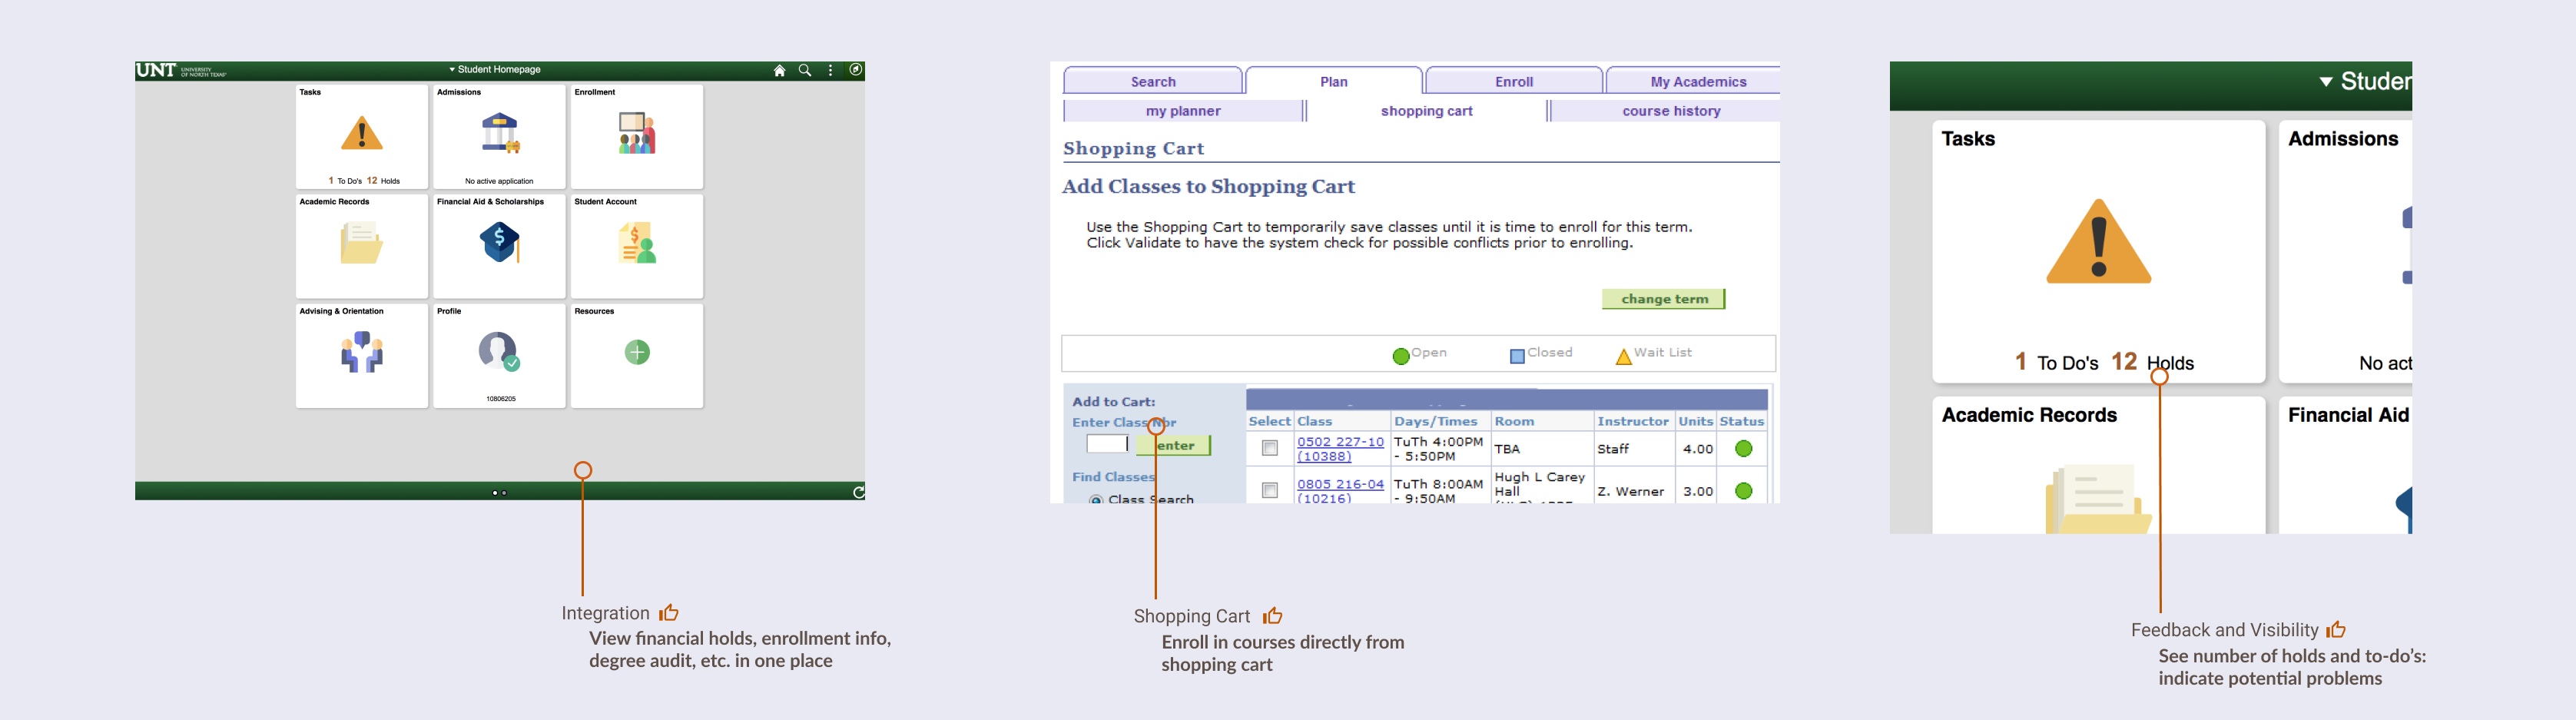 UNT UNIVERSITY OF NORTH TEXAS
Student Homepage
Tasks
Admissions
Enrollment
1 To Do's 12 Holds
No active application
Academic Records
Financial Aid & Scholarships
Student Account
Advising & Orientation
Profile
Resources
10806205
Integration
View financial holds, enrollment info,
degree audit, etc. in one place
Search
Plan
Enroll
My Academics
my planner
shopping cart
course history
Shopping Cart
Add Classes to Shopping Cart
Use the Shopping Cart to temporarily save classes until it is time to enroll for this term.
Click Validate to have the system check for possible conflicts prior to enrolling.
change term
Open
Closed
Wait List
Add to Cart:
Enter Class Nbr
enter
Find Classes
Class Search
Select Class Days/Times Room Instructor Units Status
0502 227-10 TuTh 4:00PM TBA Staff 4.00
(10388) - 5:50PM
0805 216-04 TuTh 8:00AM Hugh L Carey Z. Werner 3.00
(10216) - 9:50AM Hall
Shopping Cart
Enroll in courses directly from
shopping cart
Studer
Tasks
Admissions
1 To Do's 12 Holds
No act
Academic Records
Financial Aid
Feedback and Visibility
See number of holds and to-do's:
indicate potential problems